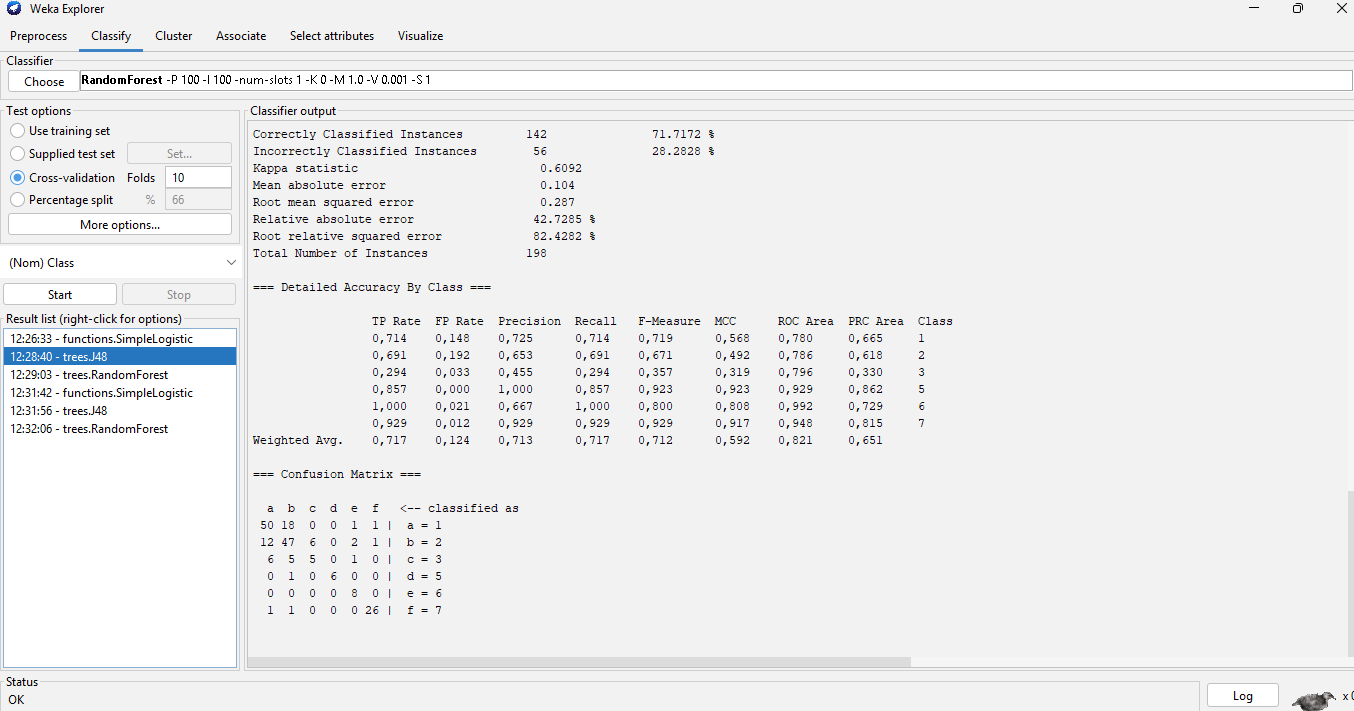 Weka Explorer
Preprocess Classify Cluster Associate Select attributes Visualize
Classifier
Choose RandomForest -P 100 -I 100 -num-slots 1 -K 0 -M 1.0 -V 0.001 -S 1
Test options
Use training set
Supplied test set Set...
Cross-validation Folds 10
Percentage split % 66
More options...
(Nom) Class
Start Stop
Result list (right-click for options)
12:26:33 - functions.SimpleLogistic
12:28:40 - trees.J48
12:29:03 - trees.RandomForest
12:31:42 - functions.SimpleLogistic
12:31:56 - trees.J48
12:32:06 - trees.RandomForest
Classifier output
Correctly Classified Instances 142 71.7172 %
Incorrectly Classified Instances 56 28.2828 %
Kappa statistic 0.6092
Mean absolute error 0.104
Root mean squared error 0.287
Relative absolute error 42.7285 %
Root relative squared error 82.4282 %
Total Number of Instances 198
=== Detailed Accuracy By Class ===
TP Rate FP Rate Precision Recall F-Measure MCC ROC Area PRC Area Class
0,714 0,148 0,725 0,714 0,719 0,568 0,780 0,665 1
0,691 0,192 0,653 0,691 0,671 0,492 0,786 0,618 2
0,294 0,033 0,455 0,294 0,357 0,319 0,796 0,330 3
0,857 0,000 1,000 0,857 0,923 0,923 0,929 0,862 5
1,000 0,021 0,667 1,000 0,800 0,808 0,992 0,729 6
0,929 0,012 0,929 0,929 0,929 0,917 0,948 0,815 7
Weighted Avg. 0,717 0,124 0,713 0,717 0,712 0,592 0,821 0,651
=== Confusion Matrix ===
a b c d e f <-- classified as
50 18 0 0 1 1 | a = 1
12 47 6 0 2 1 | b = 2
6 5 5 0 1 0 | c = 3
0 1 0 6 0 0 | d = 5
0 0 0 0 8 0 | e = 6
1 1 0 0 0 26 | f = 7
Status
OK
Log
x 0